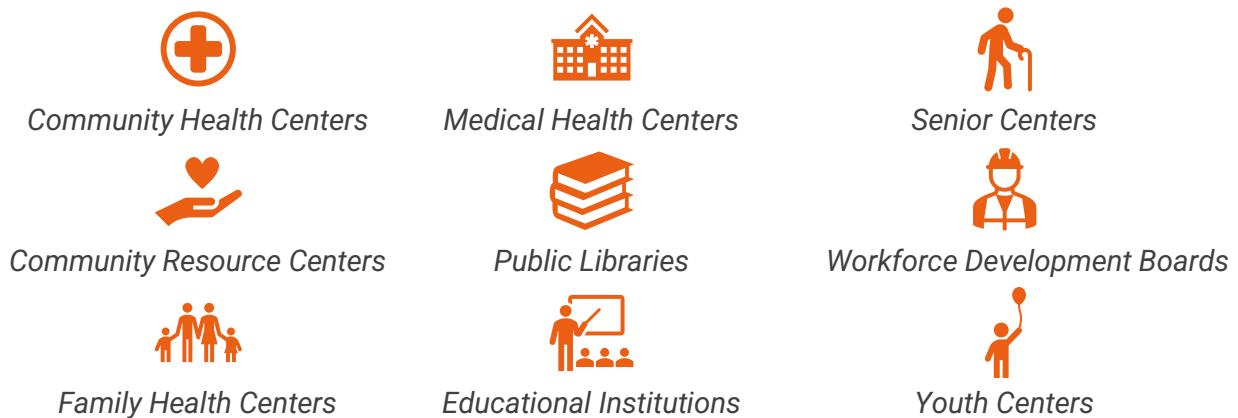 Community Health Centers
Medical Health Centers
Senior Centers
Community Resource Centers
Public Libraries
Workforce Development Boards
Family Health Centers
Educational Institutions
Youth Centers